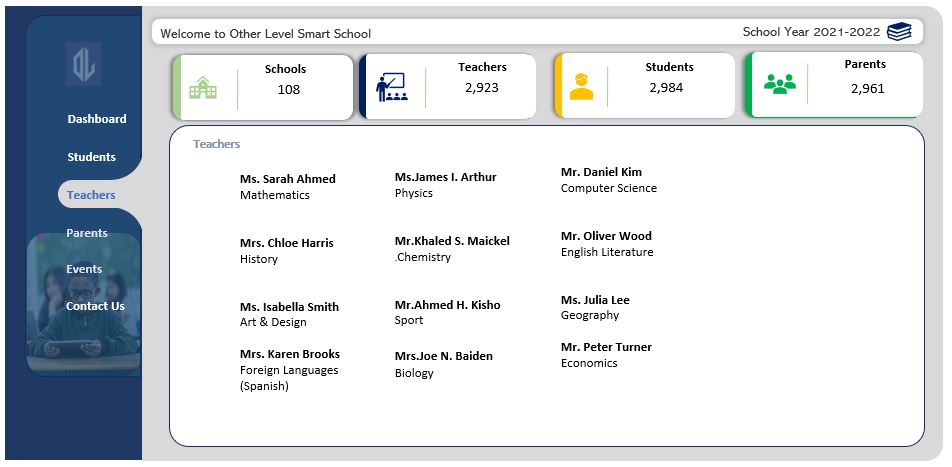 Welcome to Other Level Smart School
School Year 2021-2022
Schools
108
Teachers
2,923
Students
2,984
Parents
2,961
Dashboard
Students
Teachers
Parents
Events
Contact Us
Teachers
Ms. Sarah Ahmed
Mathematics
Ms.James I. Arthur
Physics
Mr. Daniel Kim
Computer Science
Mrs. Chloe Harris
History
Mr.Khaled S. Maickel
.Chemistry
Mr. Oliver Wood
English Literature
Ms. Isabella Smith
Art & Design
Mr.Ahmed H. Kisho
Sport
Ms. Julia Lee
Geography
Mrs. Karen Brooks
Foreign Languages
(Spanish)
Mrs.Joe N. Baiden
Biology
Mr. Peter Turner
Economics